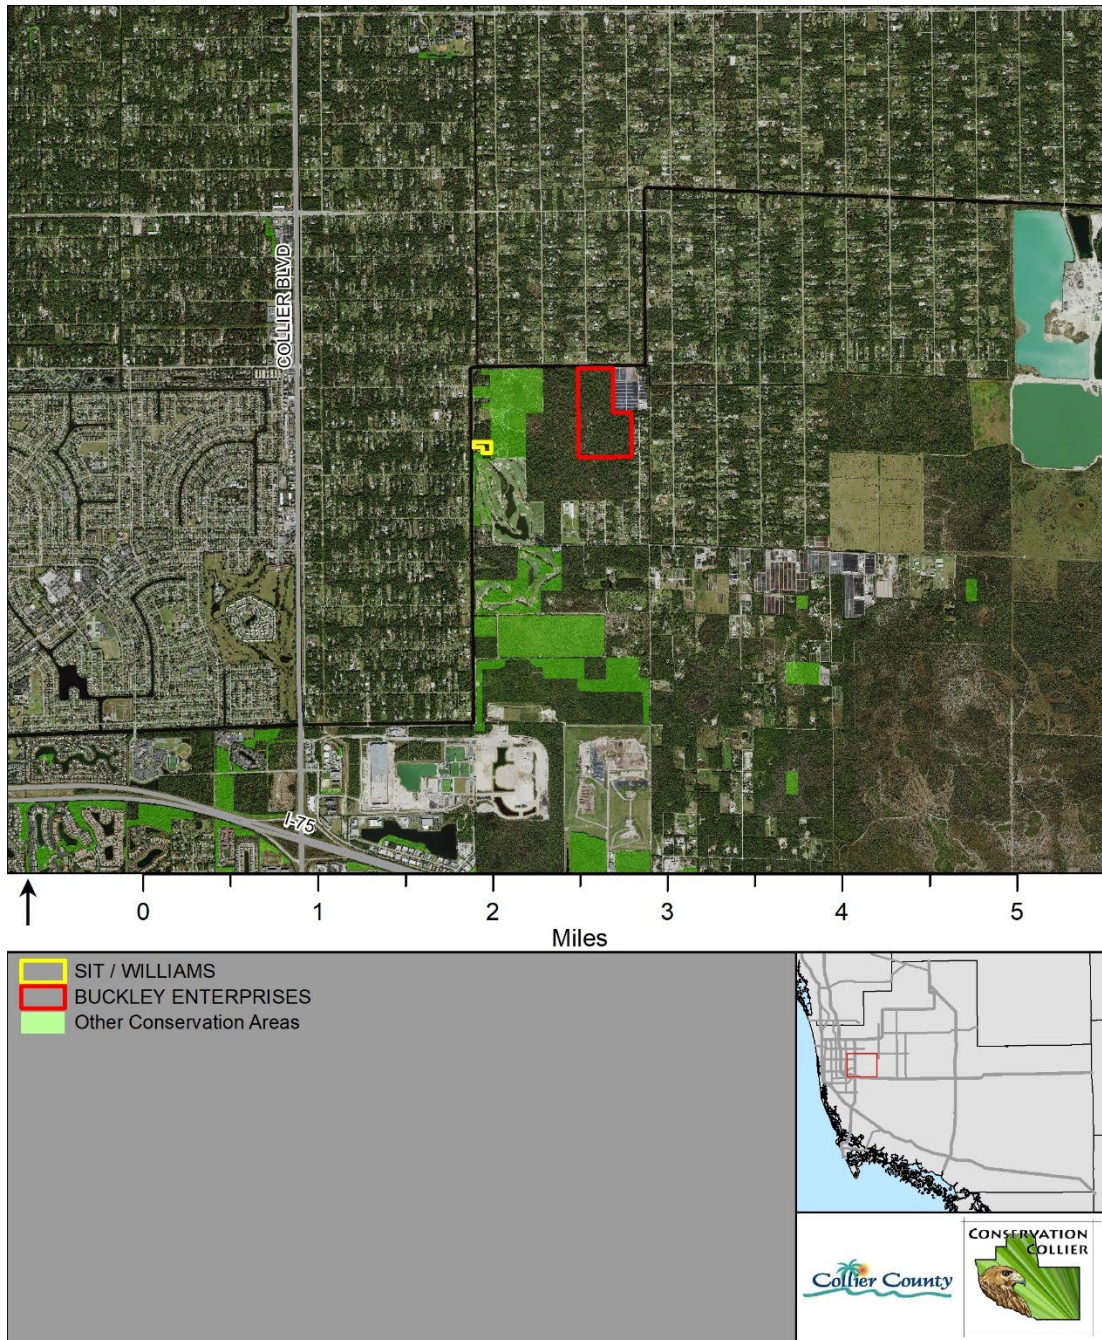 COLLIER BLVD
I-75
0 1 2 3 4 5
Miles
SIT / WILLIAMS
BUCKLEY ENTERPRISES
Other Conservation Areas
Collier County
CONSERVATION
COLLIER